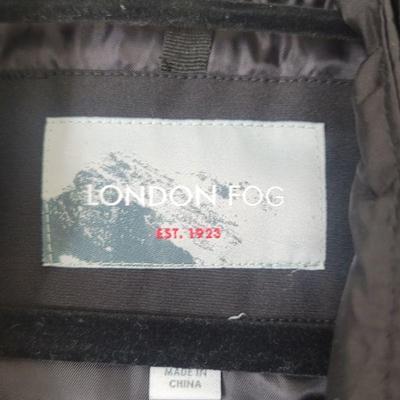 LONDON FOG
EST. 1923
MADE IN
CHINA